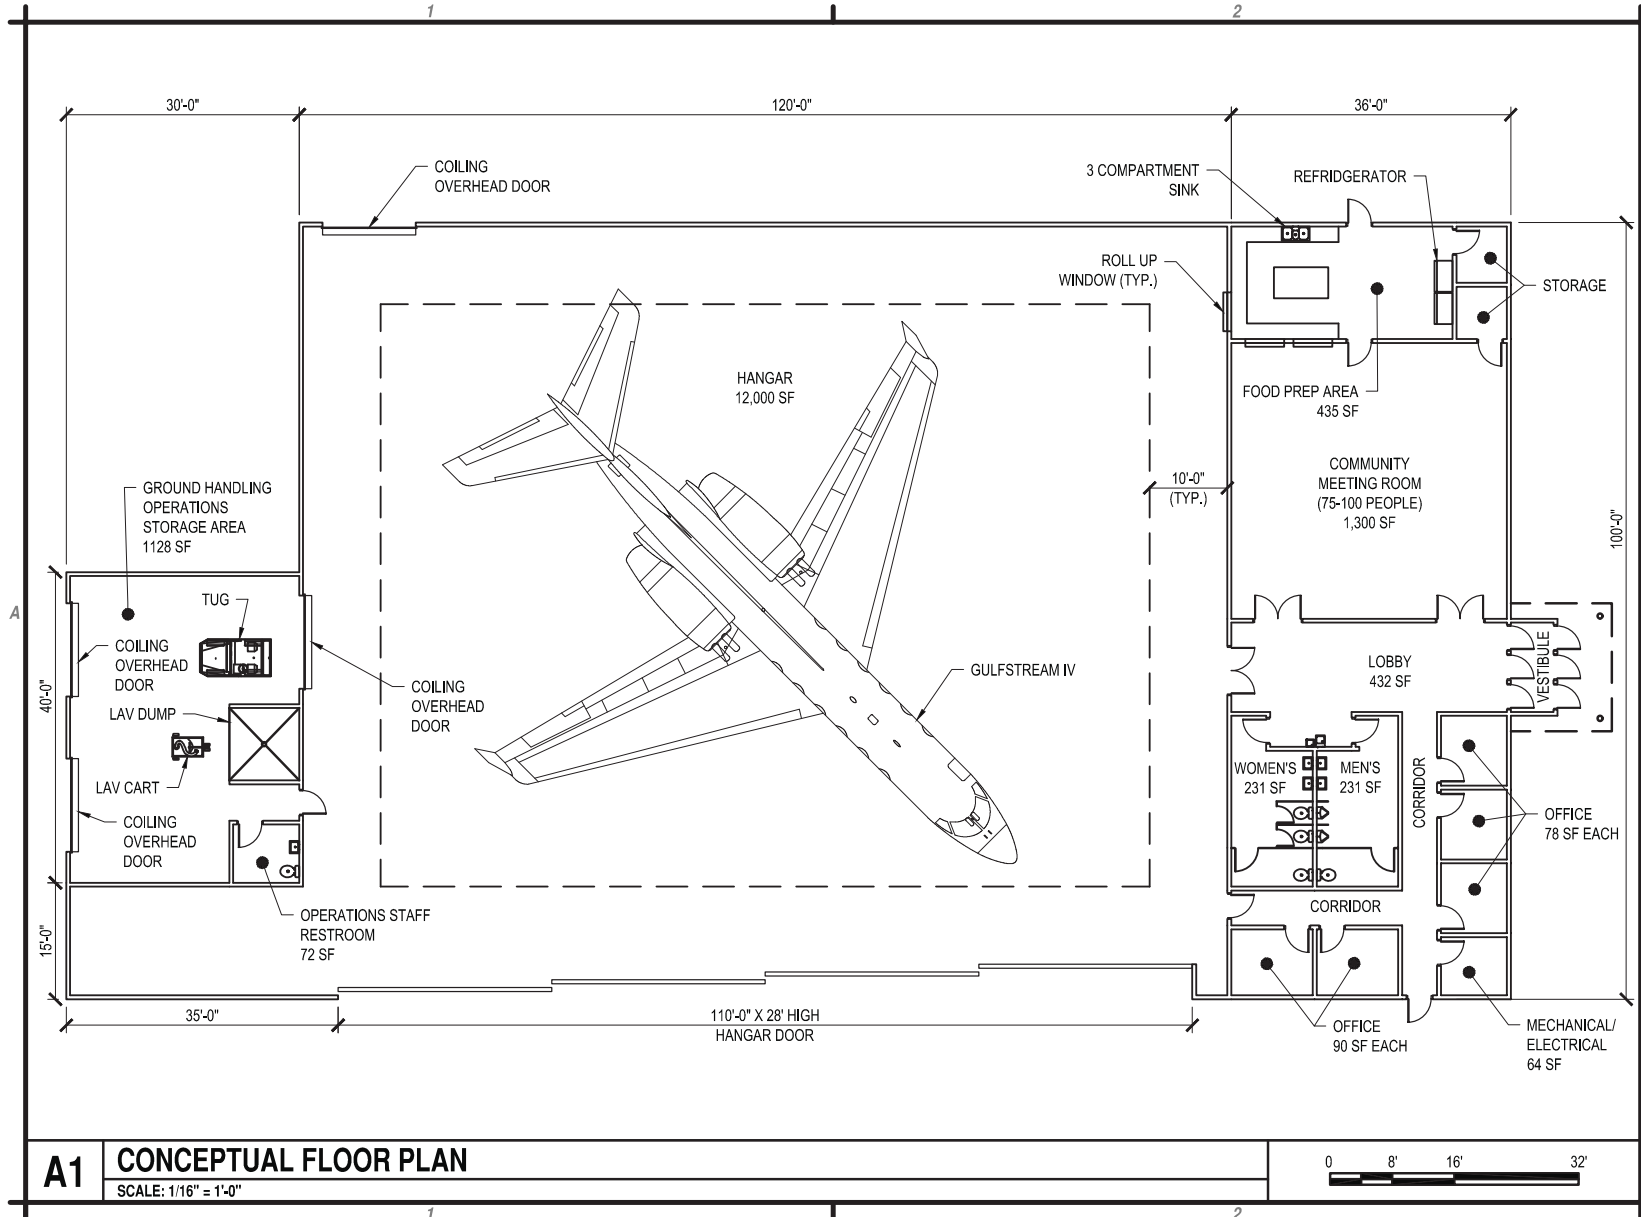 1
2
30'-0"
120'-0"
36'-0"
COILING
OVERHEAD DOOR
3 COMPARTMENT
SINK
REFRIDGERATOR
ROLL UP
WINDOW (TYP.)
STORAGE
HANGAR
12,000 SF
FOOD PREP AREA
435 SF
COMMUNITY
MEETING ROOM
(75-100 PEOPLE)
1,300 SF
10'-0"
(TYP.)
100'-0"
GROUND HANDLING
OPERATIONS
STORAGE AREA
1128 SF
A
TUG
COILING
OVERHEAD
DOOR
40'-0"
LAV DUMP
COILING
OVERHEAD
DOOR
GULFSTREAM IV
LOBBY
432 SF
VESTIBULE
LAV CART
COILING
OVERHEAD
DOOR
WOMEN'S
231 SF
MEN'S
231 SF
CORRIDOR
OFFICE
78 SF EACH
OPERATIONS STAFF
RESTROOM
72 SF
CORRIDOR
15'-0"
35'-0"
110'-0" X 28' HIGH
HANGAR DOOR
OFFICE
90 SF EACH
MECHANICAL/
ELECTRICAL
64 SF
A1
CONCEPTUAL FLOOR PLAN
SCALE: 1/16" = 1'-0"
0 8' 16' 32'
1
2